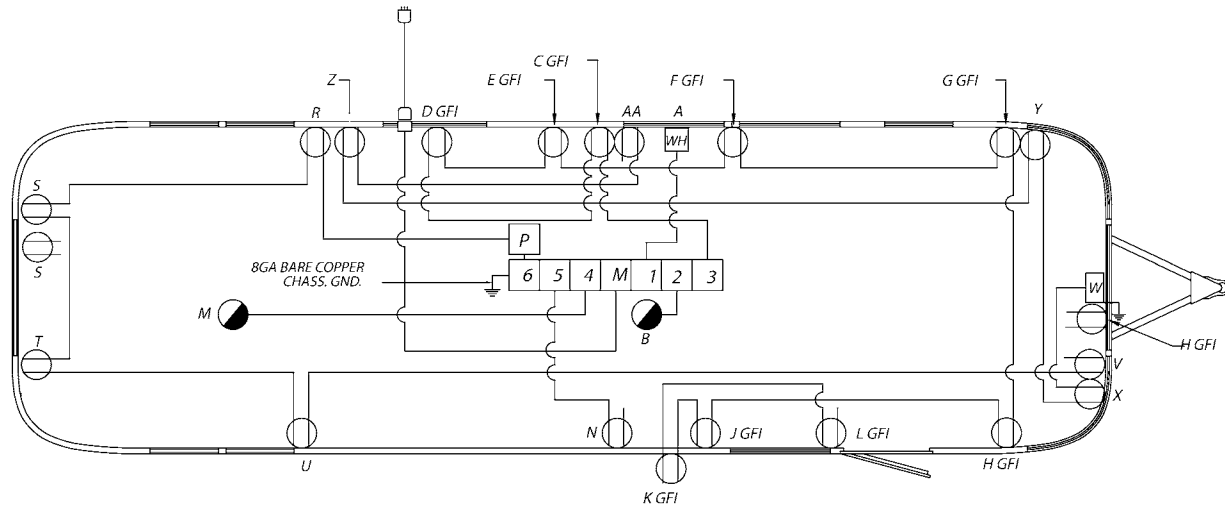 C GFI
Z
E GFI
F GFI
G GFI
R
D GFI
AA
A
Y
WH
S
S
P
8GA BARE COPPER
CHASS. GND.
6 5 4 M 1 2 3
W
M
B
H GFI
T
V
X
N
J GFI
L GFI
U
H GFI
K GFI